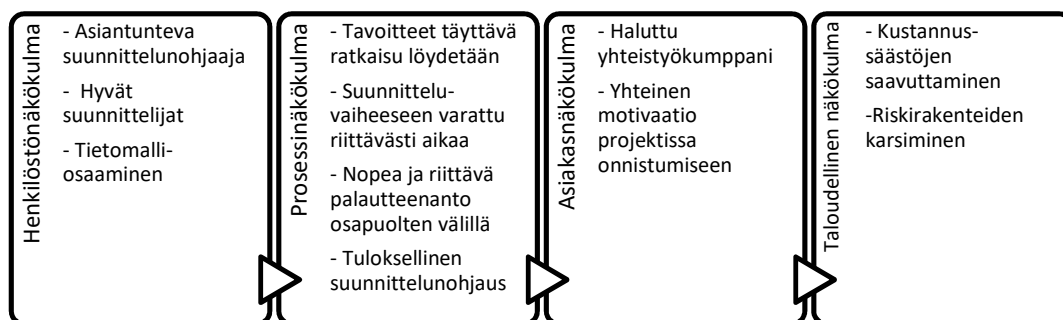 Henkilöstönäkökulma
- Asiantunteva
suunnittelunohjaaja
- Hyvät
suunnittelijat
- Tietomalli-
osaaminen
Prosessinäkökulma
- Tavoitteet täyttävä
ratkaisu löydetään
- Suunnittelu-
vaiheeseen varattu
riittävästi aikaa
- Nopea ja riittävä
palautteenanto
osapuolten välillä
- Tuloksellinen
suunnittelunohjaus
Asiakasnäkökulma
- Haluttu
yhteistyökumppani
- Yhteinen
motivaatio
projektissa
onnistumiseen
Taloudellinen näkökulma
- Kustannus-
säästöjen
saavuttaminen
-Riskirakenteiden
karsiminen